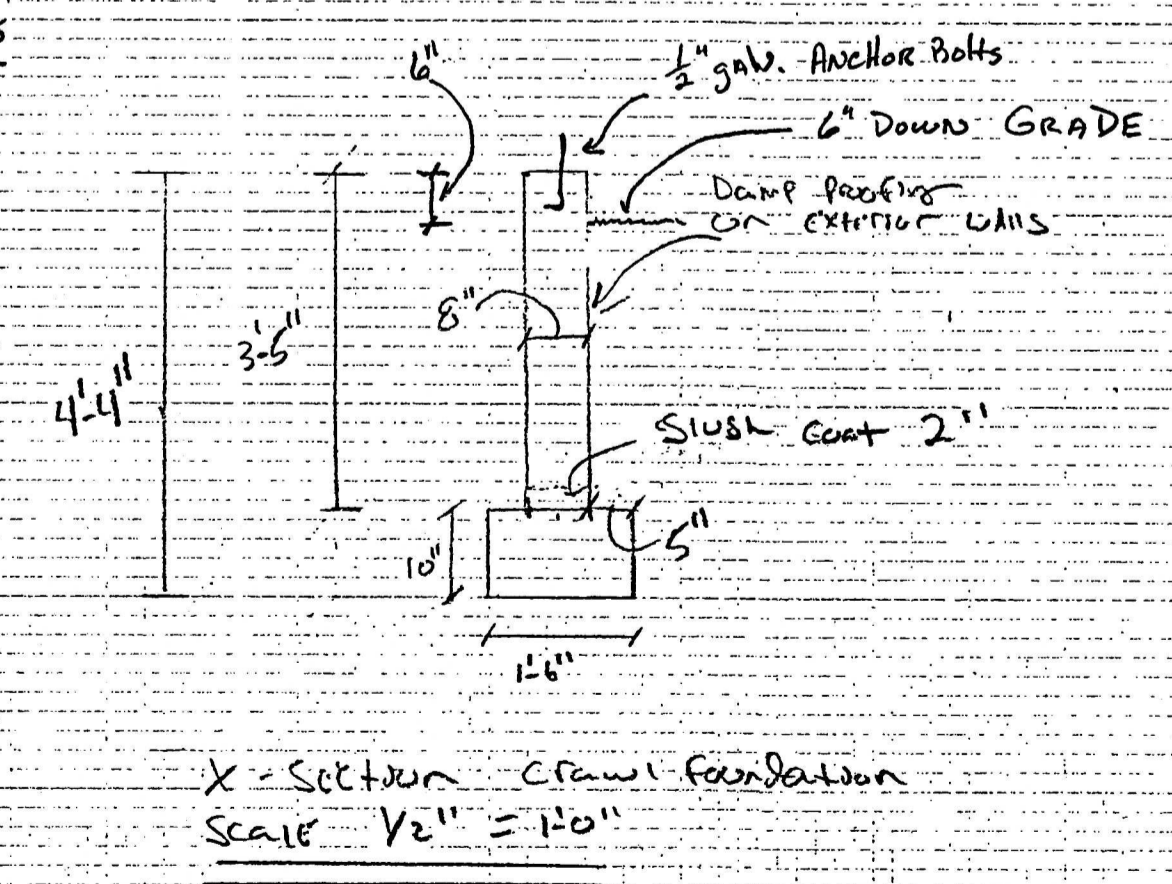 6"
1/2" gALV. ANCHOR Bolts
6" DOWN GRADE
Damp Proofing
on exterior WAlls
8"
3'-5"
4'-4"
Slush Coat 2"
5"
10"
1'-6"
X-Section Crawl Foundation
Scale 1/2" = 1'-0"